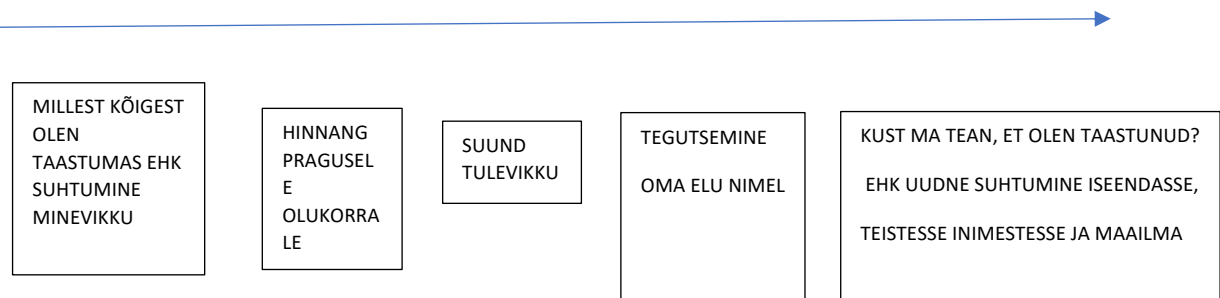 MILLEST KÕIGEST
OLEN
TAASTUMAS EHK
SUHTUMINE
MINEVIKKU
HINNANG
PRAGUSEL
E
OLUKORRA
LE
SUUND
TULEVIKKU
TEGUTSEMINE
OMA ELU NIMEL
KUST MA TEAN, ET OLEN TAASTUNUD?
EHK UUDNE SUHTUMINE ISEENDASSE,
TEISTESSE INIMESTESSE JA MAAILMA